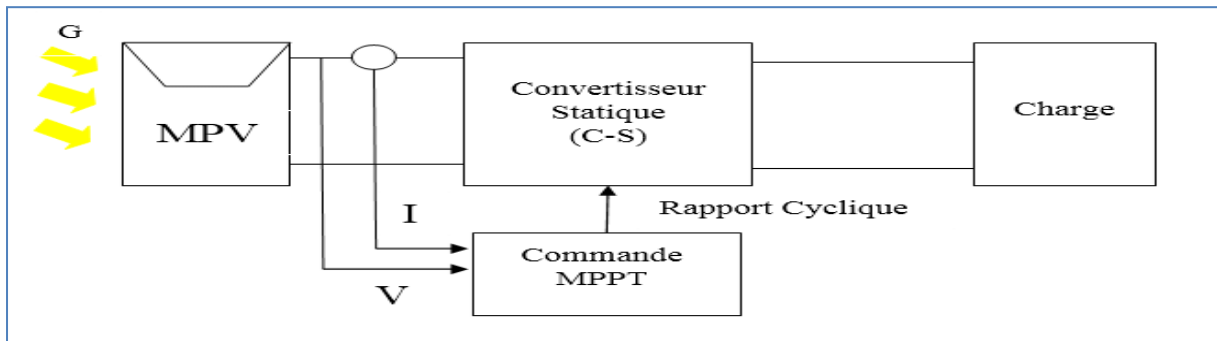 G
MPV
Convertisseur
Statique
(C-S)
Charge
I
Rapport Cyclique
V
Commande
MPPT